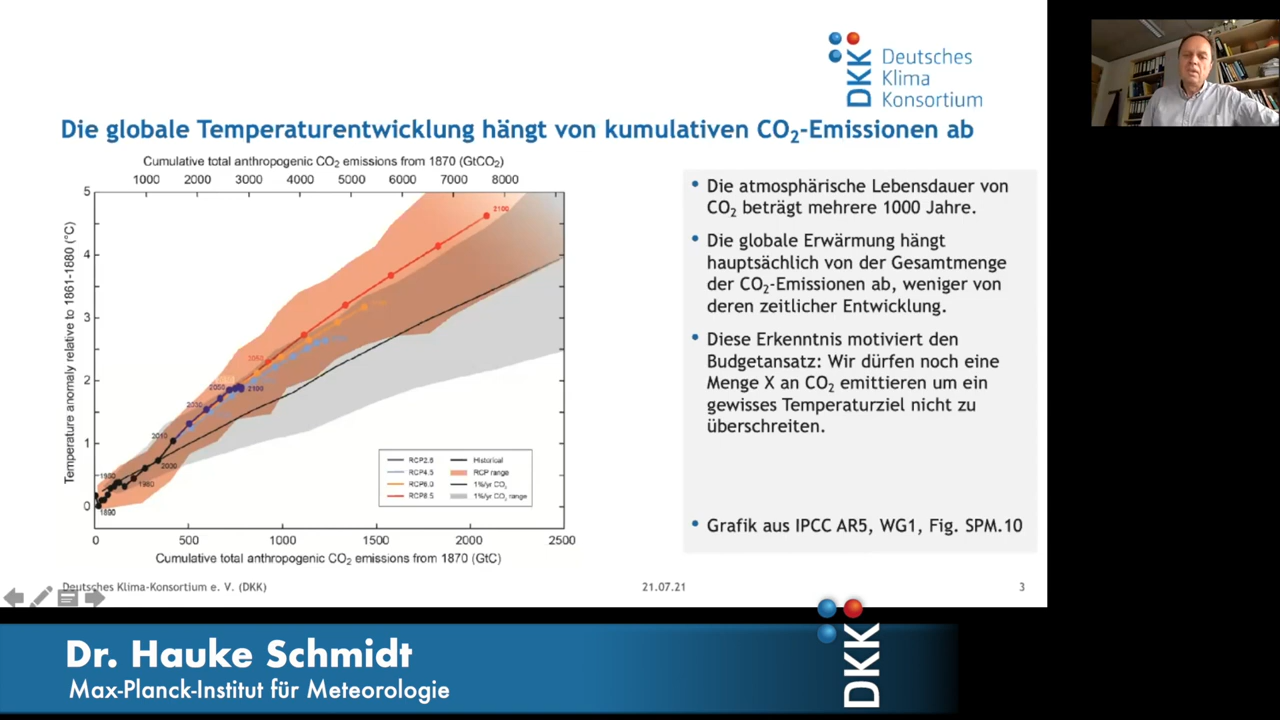 DKK
Deutsches
Klima
Konsortium
Die globale Temperaturentwicklung hängt von kumulativen CO₂-Emissionen ab
Cumulative total anthropogenic CO₂ emissions from 1870 (GtCO₂)
1000 2000 3000 4000 5000 6000 7000 8000
Temperature anomaly relative to 1861-1880 (°C)
5
4
3
2
1
0
2100
2050
2000 2100
2030
2010
2000
1980
1890
RCP2.6 Historical
RCP4.5 RCP range
RCP6.0 1%/yr CO₂
RCP8.5 1%/yr CO₂ range
0 500 1000 1500 2000 2500
Cumulative total anthropogenic CO₂ emissions from 1870 (GtC)
• Die atmosphärische Lebensdauer von
CO₂ beträgt mehrere 1000 Jahre.
• Die globale Erwärmung hängt
hauptsächlich von der Gesamtmenge
der CO₂-Emissionen ab, weniger von
deren zeitlicher Entwicklung.
• Diese Erkenntnis motiviert den
Budgetansatz: Wir dürfen noch eine
Menge X an CO₂ emittieren um ein
gewisses Temperaturziel nicht zu
überschreiten.
• Grafik aus IPCC AR5, WG1, Fig. SPM.10
Deutsches Klima-Konsortium e. V. (DKK) 21.07.21 3
Dr. Hauke Schmidt
Max-Planck-Institut für Meteorologie
DKK